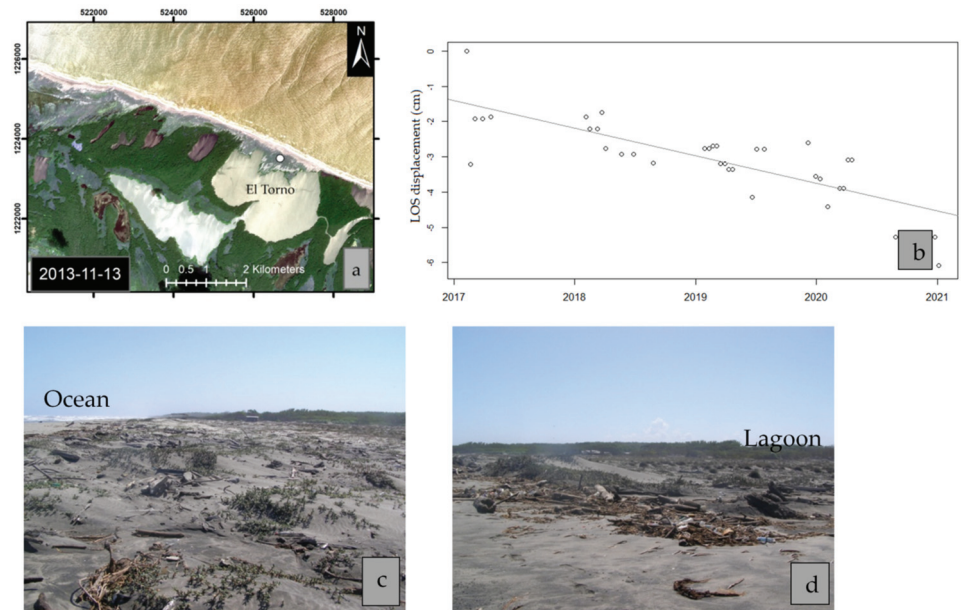 522000 524000 526000 528000
1226000
1224000
1222000
N
El Torno
2013-11-13
0 0.5 1 2 Kilometers
a
LOS displacement (cm)
0
-1
-2
-3
-4
-5
-6
2017 2018 2019 2020 2021
b
Ocean
c
Lagoon
d